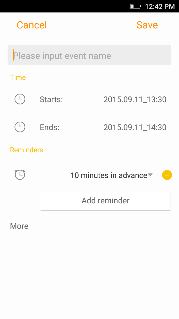 12:42 PM
Cancel Save
Please input event name
Time
Starts: 2015.09.11_13:30
Ends: 2015.09.11_14:30
Reminders
10 minutes in advance
Add reminder
More